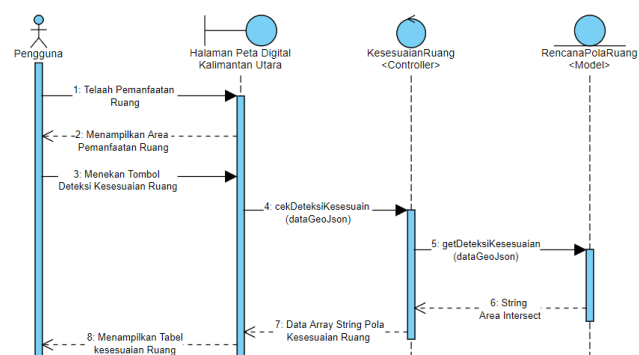 Pengguna
Halaman Peta Digital
Kalimantan Utara
KesesuaianRuang
<Controller>
RencanaPolaRuang
<Model>
1: Telaah Pemanfaatan
Ruang
2: Menampilkan Area
Pemanfaatan Ruang
3: Menekan Tombol
Deteksi Kesesuaian Ruang
4: cekDeteksiKesesuain
(dataGeoJson)
5: getDeteksiKesesuaian
(dataGeoJson)
6: String
Area Intersect
7: Data Array String Pola
Kesesuaian Ruang
8: Menampilkan Tabel
kesesuaian Ruang